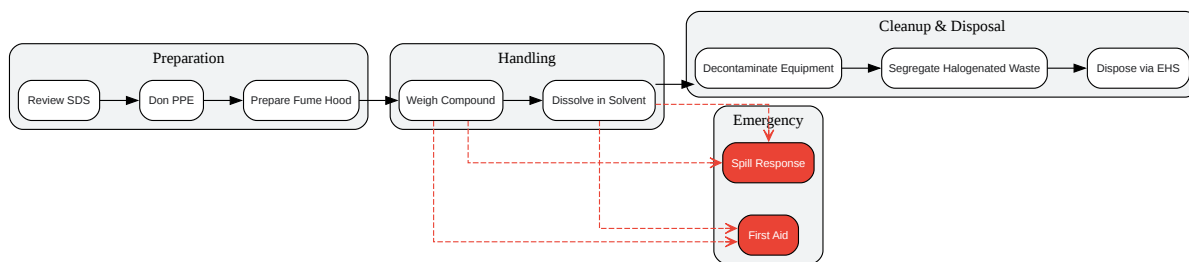 Preparation
Review SDS
Don PPE
Prepare Fume Hood
Handling
Weigh Compound
Dissolve in Solvent
Cleanup & Disposal
Decontaminate Equipment
Segregate Halogenated Waste
Dispose via EHS
Emergency
Spill Response
First Aid